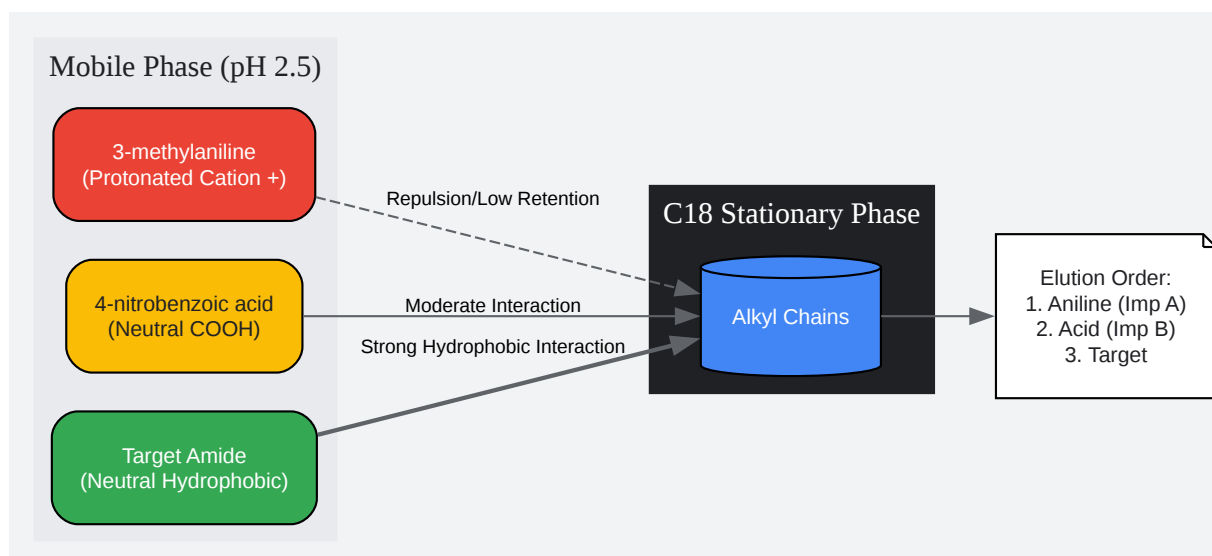 Mobile Phase (pH 2.5)
3-methylaniline
(Protonated Cation +)
4-nitrobenzoic acid
(Neutral COOH)
Target Amide
(Neutral Hydrophobic)
Repulsion/Low Retention
Moderate Interaction
Strong Hydrophobic Interaction
C18 Stationary Phase
Alkyl Chains
Elution Order:
1. Aniline (Imp A)
2. Acid (Imp B)
3. Target